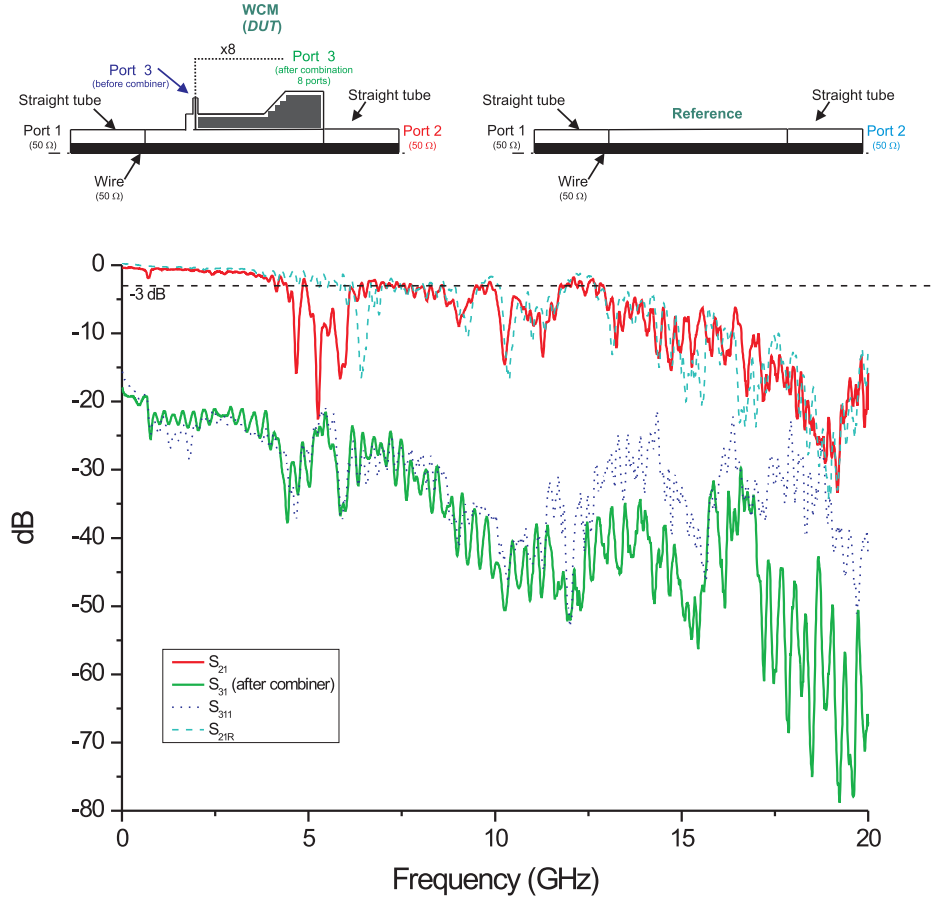 WCM
(DUT)
x8
Port 3
(before combiner)
Port 3
(after combination
8 ports)
Straight tube
Straight tube
Port 1
(50 Ω)
Port 2
(50 Ω)
Wire
(50 Ω)
Straight tube
Straight tube
Reference
Port 1
(50 Ω)
Port 2
(50 Ω)
Wire
(50 Ω)
0
-10
-20
-30
-40
-50
-60
-70
-80
-3 dB
dB
S21
S31 (after combiner)
S311
S21R
0
5
10
15
20
Frequency (GHz)